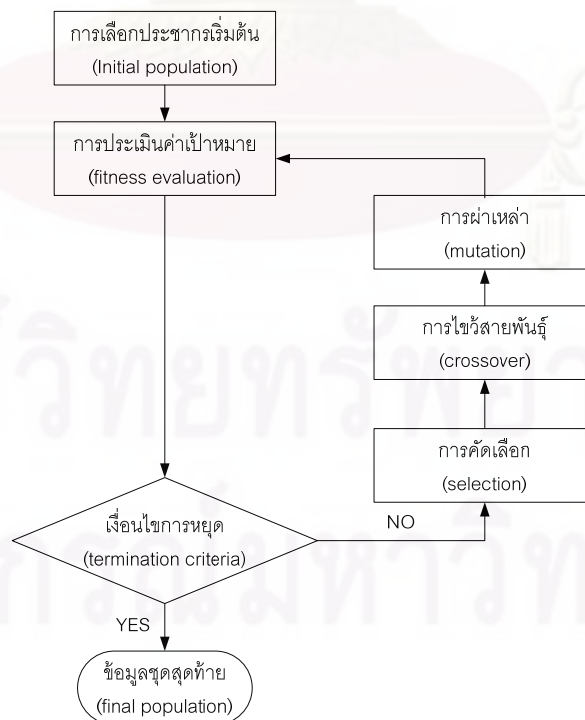 การเลือกประชากรเริ่มต้น
(Initial population)
การประเมินค่าเป้าหมาย
(fitness evaluation)
การผ่าเหล่า
(mutation)
การไขว้สายพันธุ์
(crossover)
การคัดเลือก
(selection)
เงื่อนไขการหยุด
(termination criteria)
NO
YES
ข้อมูลชุดสุดท้าย
(final population)